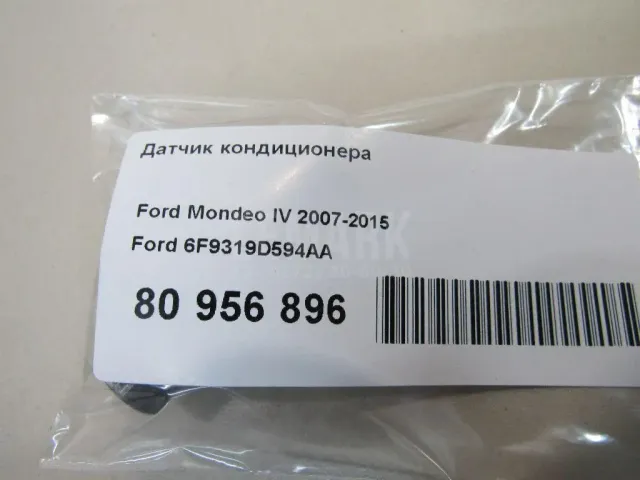 Датчик кондиционера
Ford Mondeo IV 2007-2015
Ford 6F9319D594AA
80 956 896